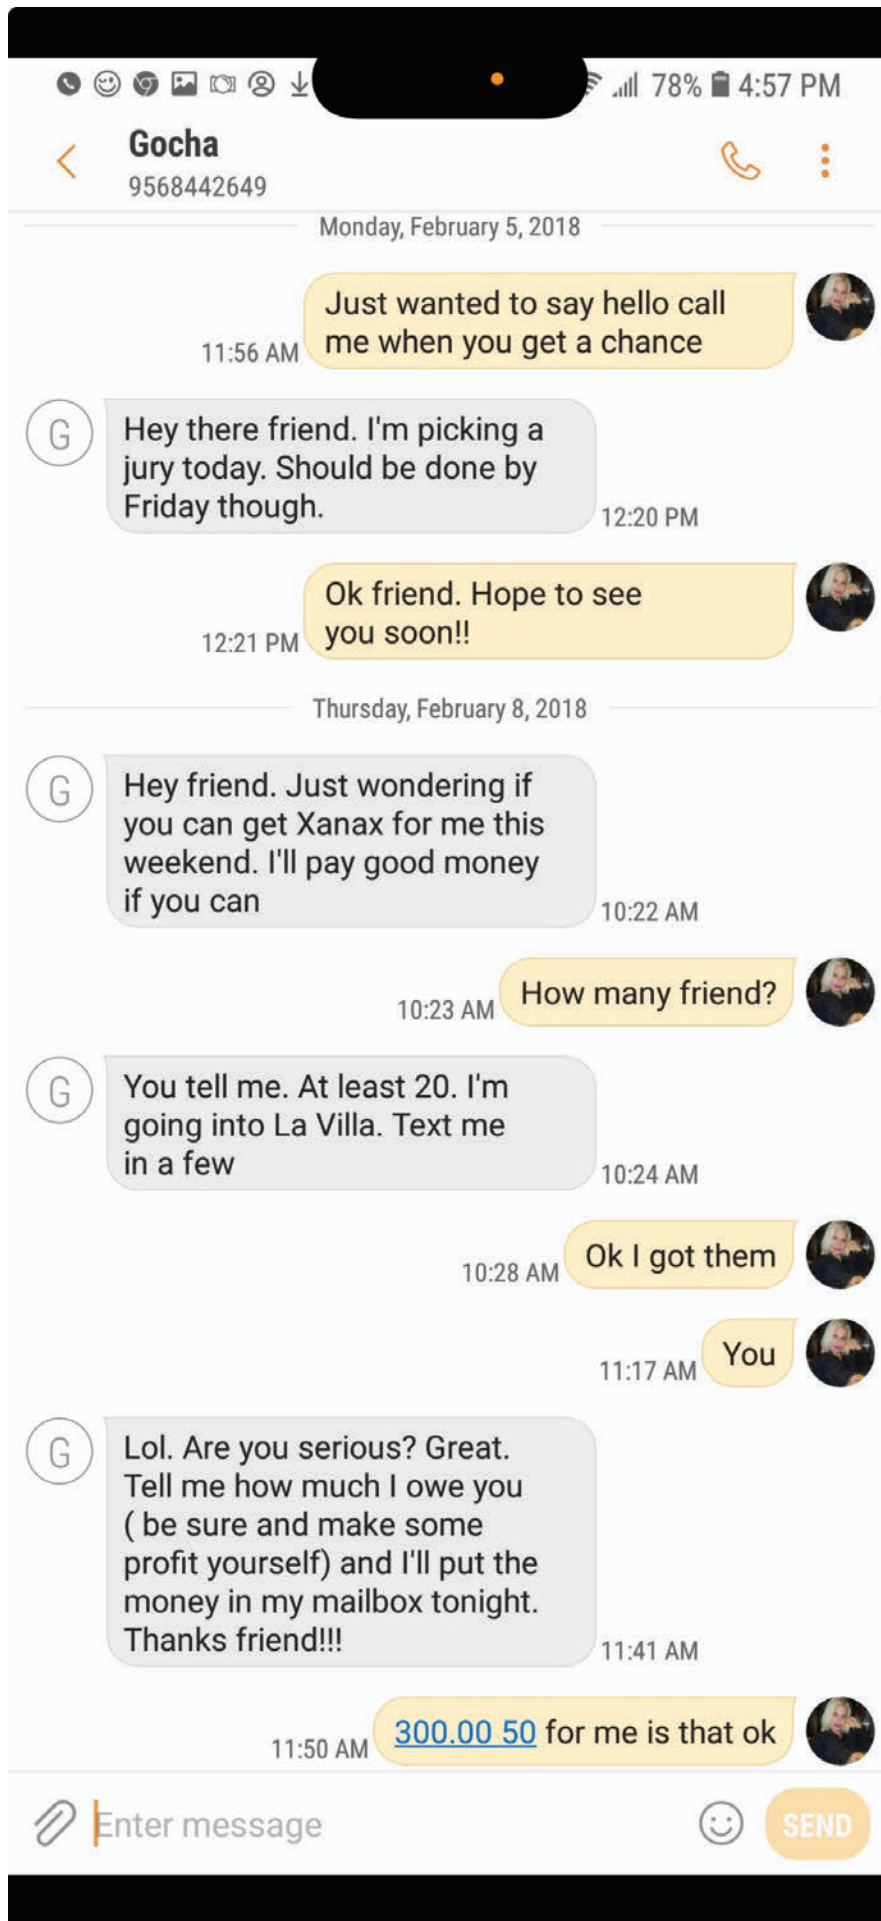 78% 4:57 PM
Gocha
9568442649
Monday, February 5, 2018
Just wanted to say hello call
me when you get a chance
11:56 AM
G
Hey there friend. I'm picking a
jury today. Should be done by
Friday though.
12:20 PM
Ok friend. Hope to see
you soon!!
12:21 PM
Thursday, February 8, 2018
G
Hey friend. Just wondering if
you can get Xanax for me this
weekend. I'll pay good money
if you can
10:22 AM
How many friend?
10:23 AM
G
You tell me. At least 20. I'm
going into La Villa. Text me
in a few
10:24 AM
Ok I got them
10:28 AM
You
11:17 AM
G
Lol. Are you serious? Great.
Tell me how much I owe you
( be sure and make some
profit yourself) and I'll put the
money in my mailbox tonight.
Thanks friend!!!
11:41 AM
300.00 50 for me is that ok
11:50 AM
Enter message
SEND